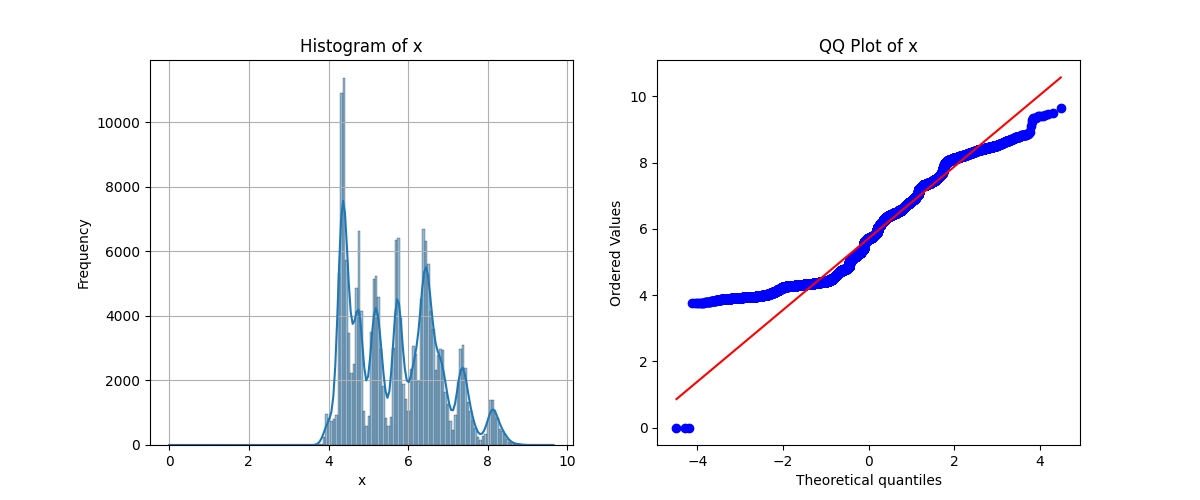 Histogram of x
10000
8000
6000
4000
2000
0
Frequency
0 2 4 6 8 10
x
QQ Plot of x
10
8
6
4
2
0
Ordered Values
−4 −2 0 2 4
Theoretical quantiles